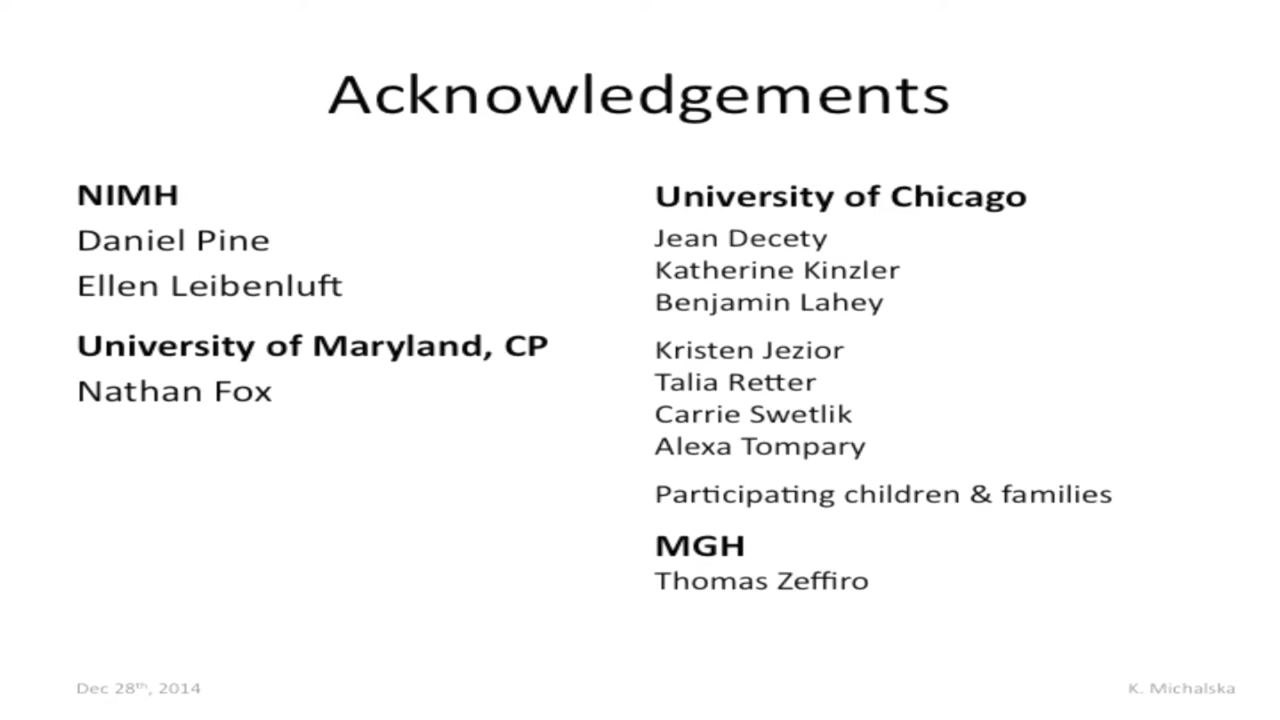 Acknowledgements
NIMH
Daniel Pine
Ellen Leibenluft
University of Maryland, CP
Nathan Fox
University of Chicago
Jean Decety
Katherine Kinzler
Benjamin Lahey
Kristen Jezior
Talia Retter
Carrie Swetlik
Alexa Tompary
Participating children & families
MGH
Thomas Zeffiro
Dec 28th, 2014
K. Michalska